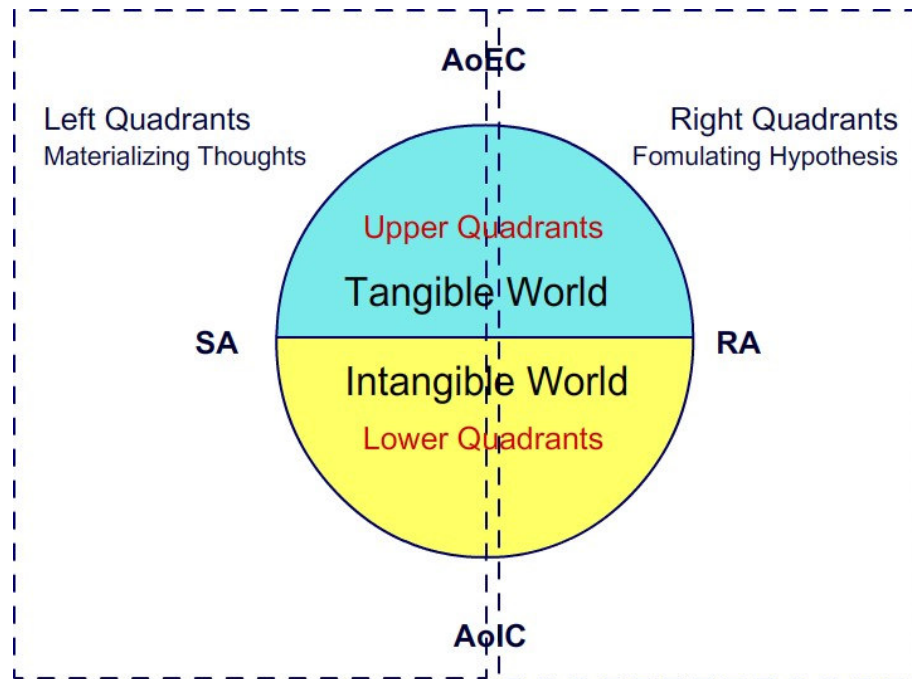 AoEC
Left Quadrants
Materializing Thoughts
Right Quadrants
Fomulating Hypothesis
Upper Quadrants
Tangible World
SA
RA
Intangible World
Lower Quadrants
AoIC